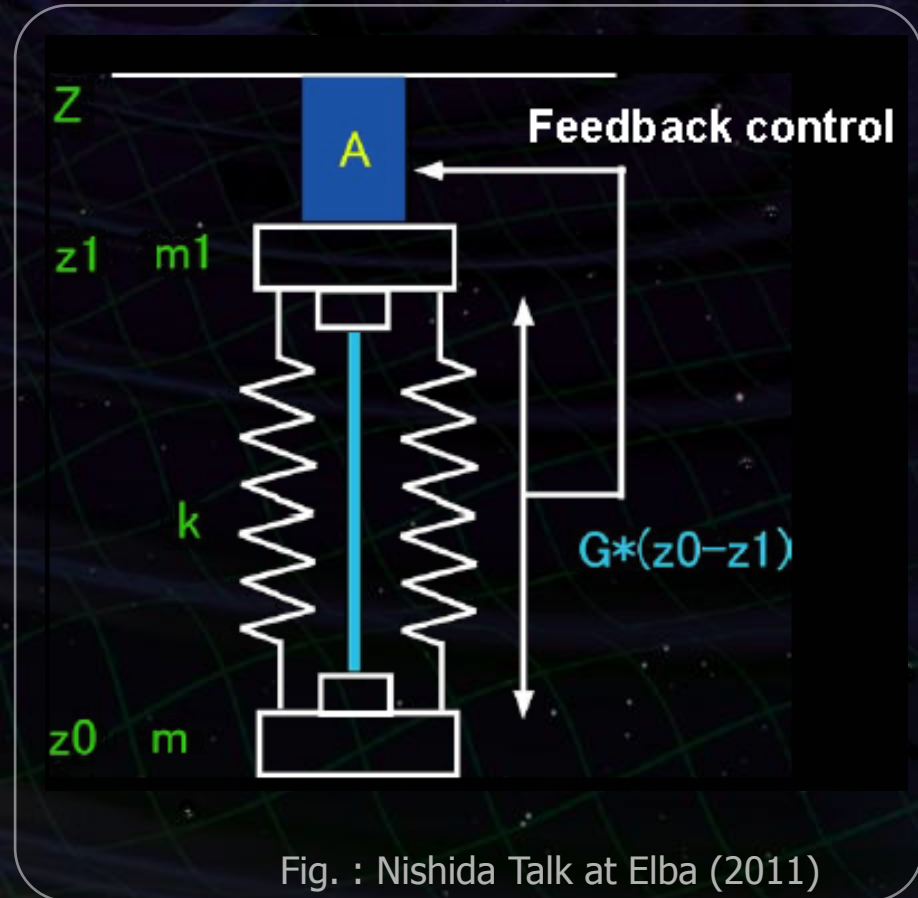 Z
A
Feedback control
z1 m1
k
G*(z0-z1)
z0 m
Fig. : Nishida Talk at Elba (2011)